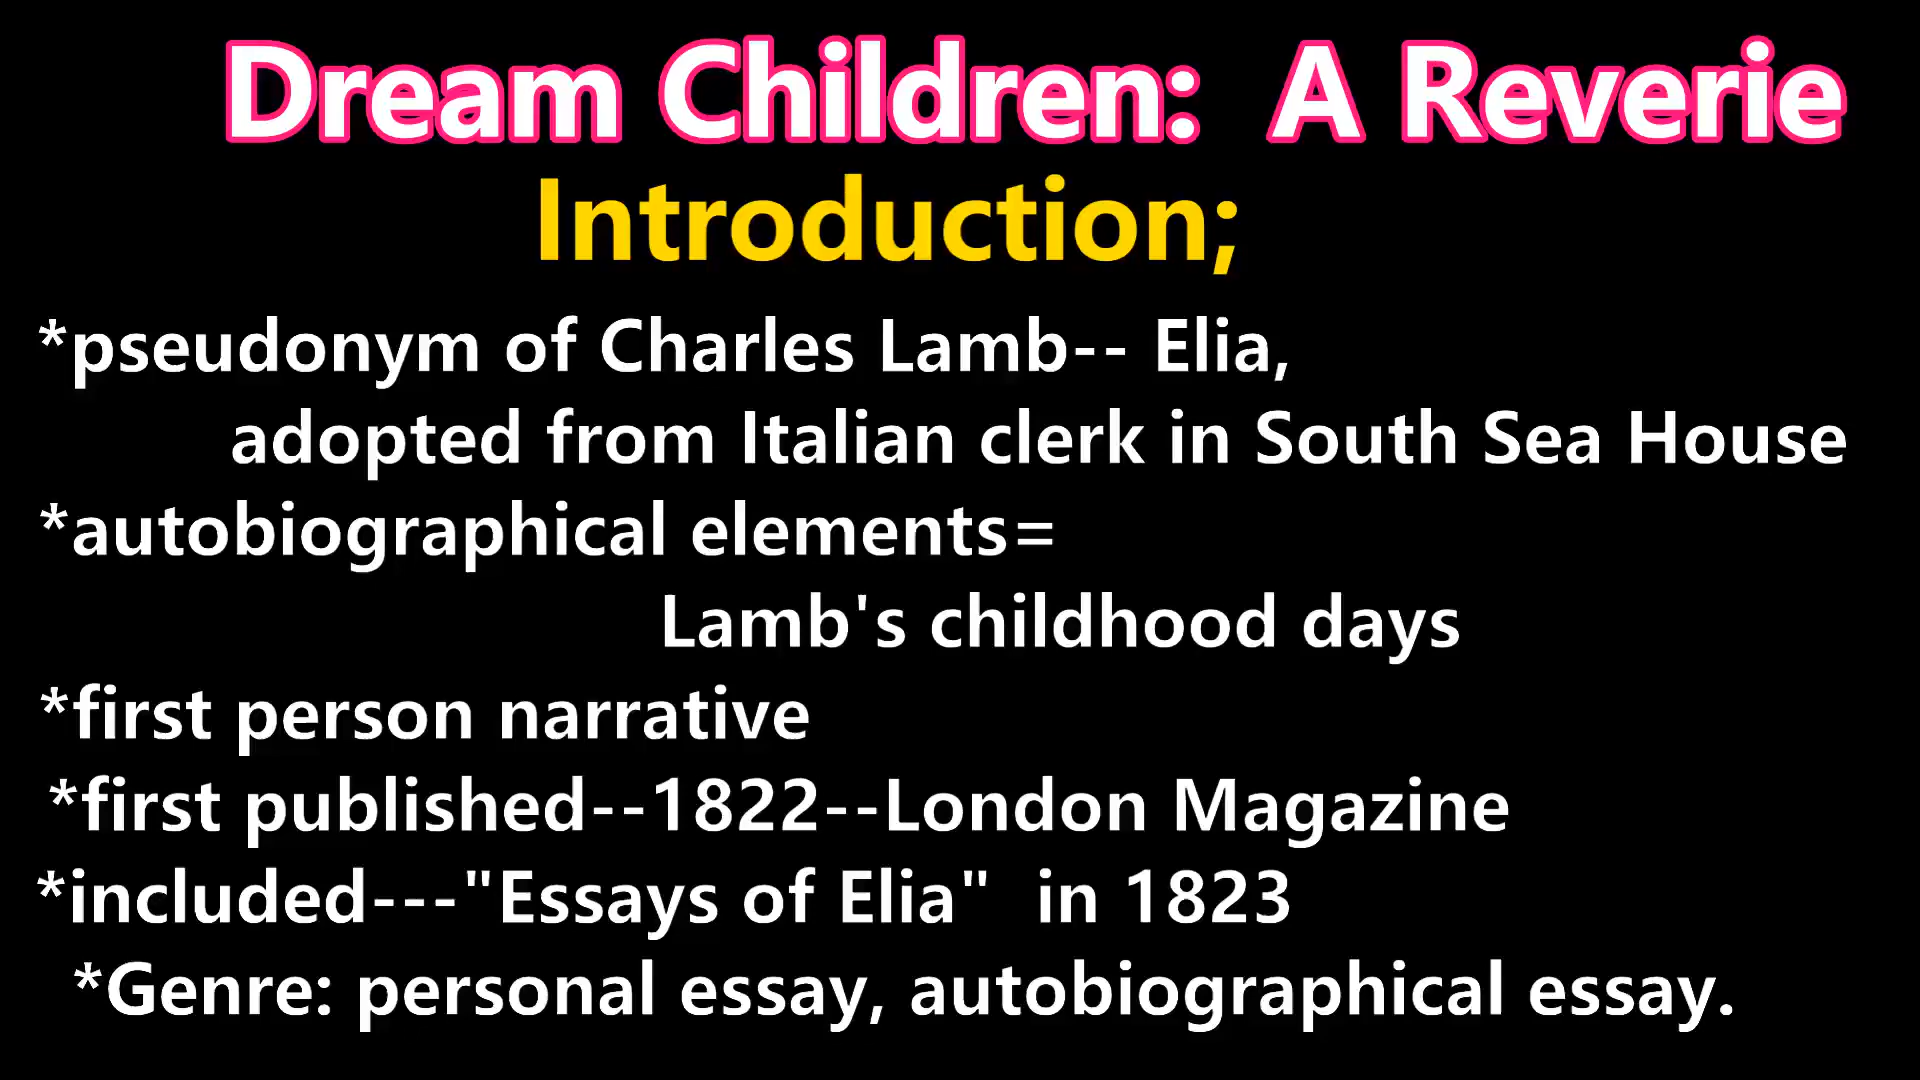 Dream Children:  A Reverie
Introduction;
*pseudonym of Charles Lamb-- Elia,
adopted from Italian clerk in South Sea House
*autobiographical elements=
Lamb's childhood days
*first person narrative
*first published--1822--London Magazine
*included---"Essays of Elia"  in 1823
*Genre: personal essay, autobiographical essay.